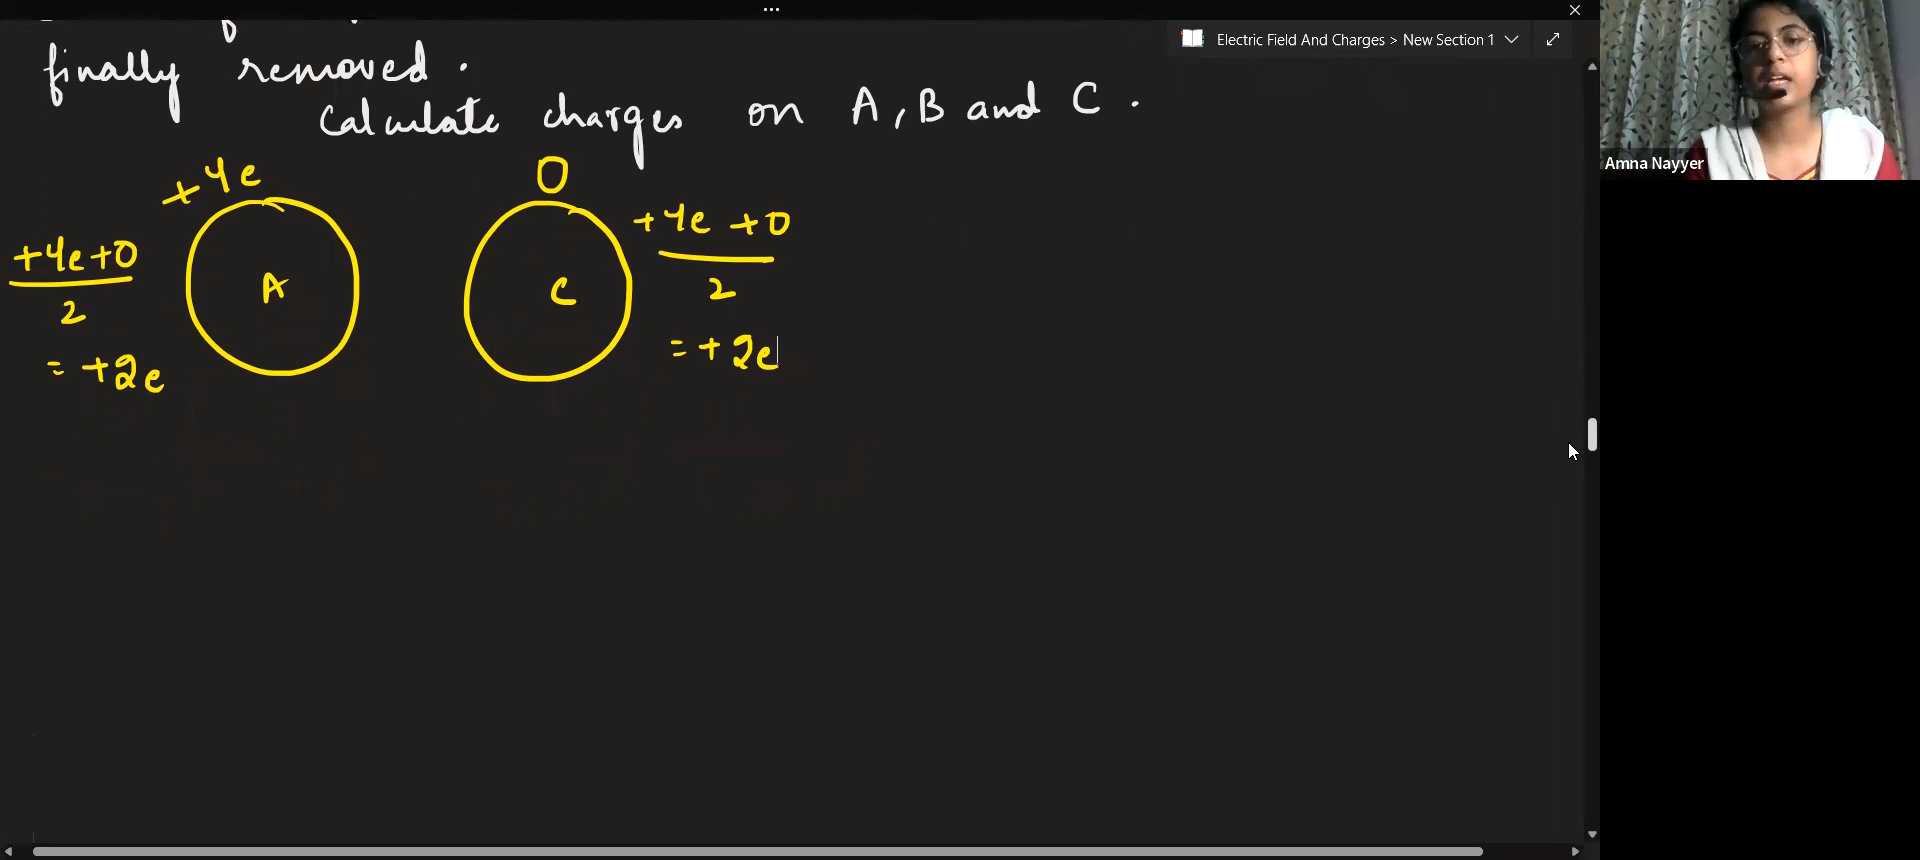 Electric Field And Charges > New Section 1
finally removed.
Calculate charges on A, B and C.
Amna Nayyer
+4e
0
+4e+0
2
= +2e
A
C
+4e +0
2
= + 2e